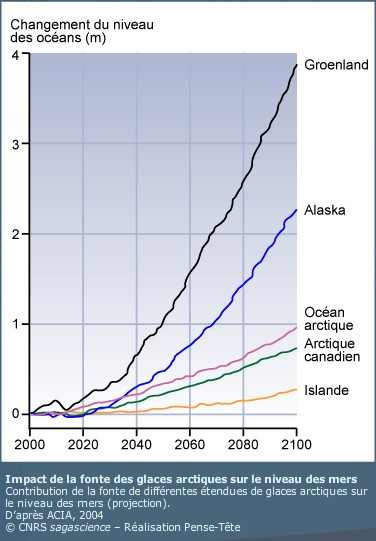 Changement du niveau
des océans (m)
4
3
2
1
0
Groenland
Alaska
Océan
arctique
Arctique
canadien
Islande
2000
2020
2040
2060
2080
2100
Impact de la fonte des glaces arctiques sur le niveau des mers
Contribution de la fonte de différentes étendues de glaces arctiques sur
le niveau des mers (projection).
D'après ACIA, 2004
© CNRS sagascience – Réalisation Pense-Tête